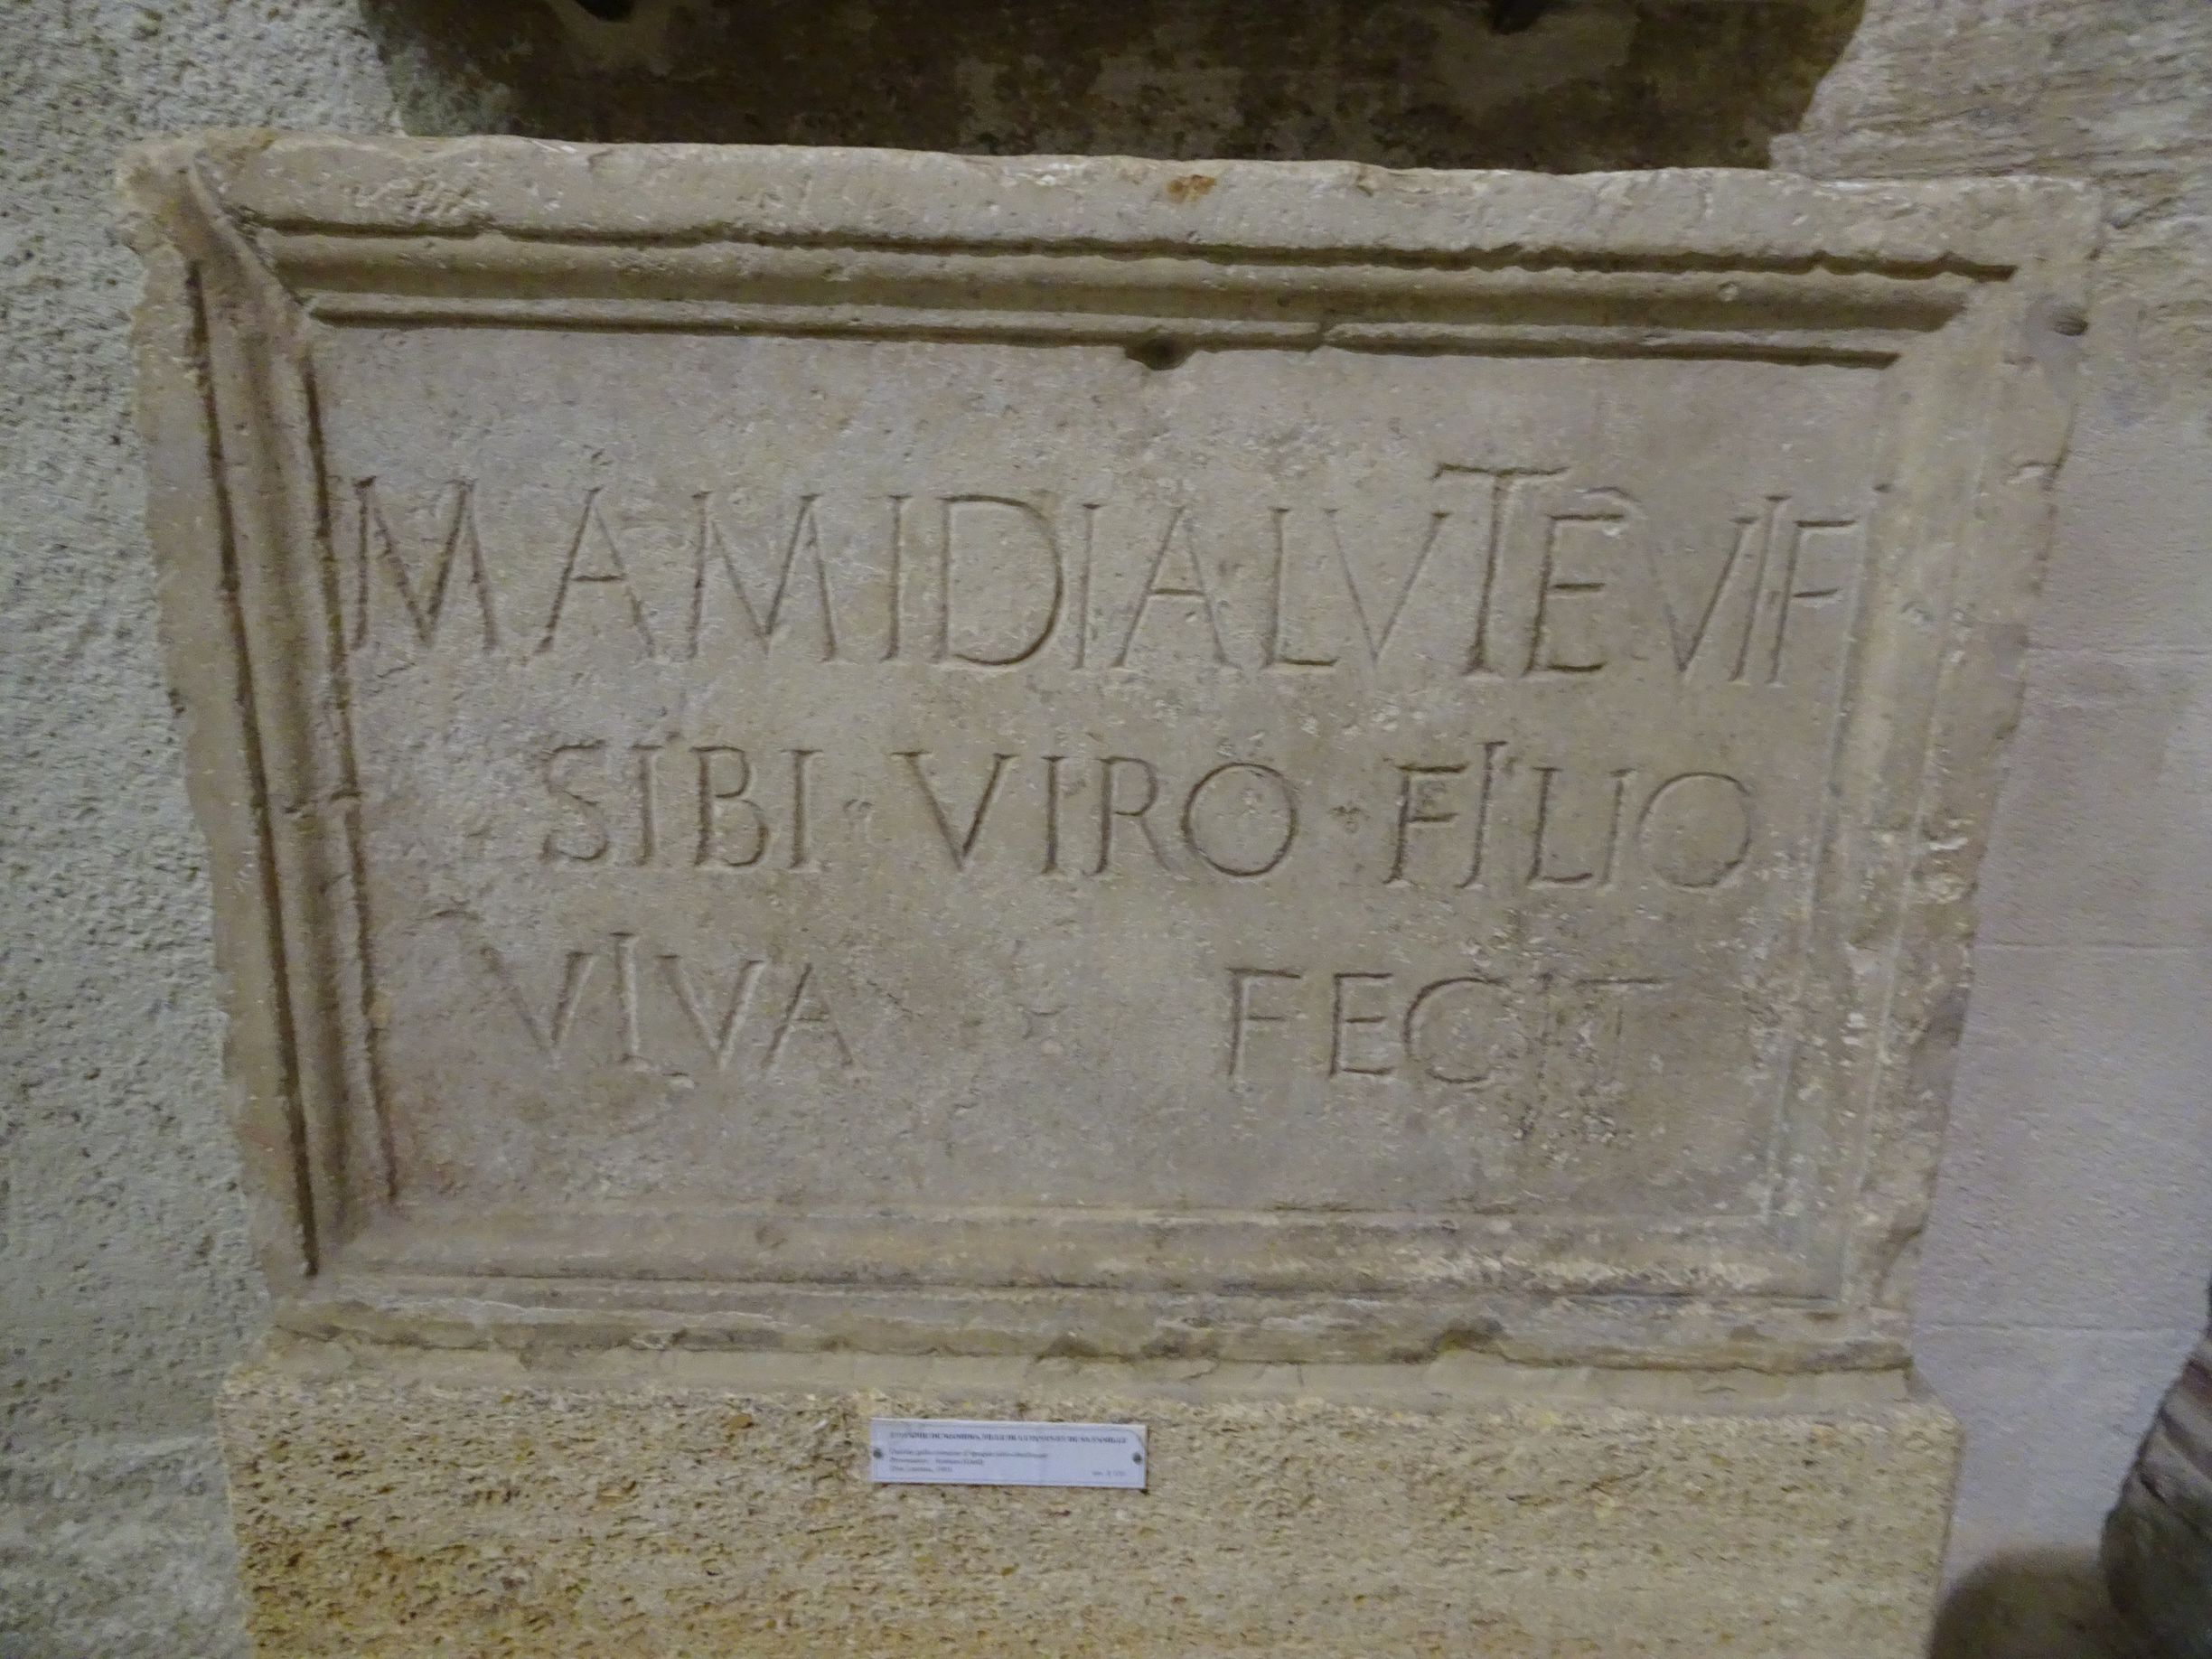 MAMIDIA LVTEVI F
SIBI · VIRO · FILIO
VIVA · FECIT